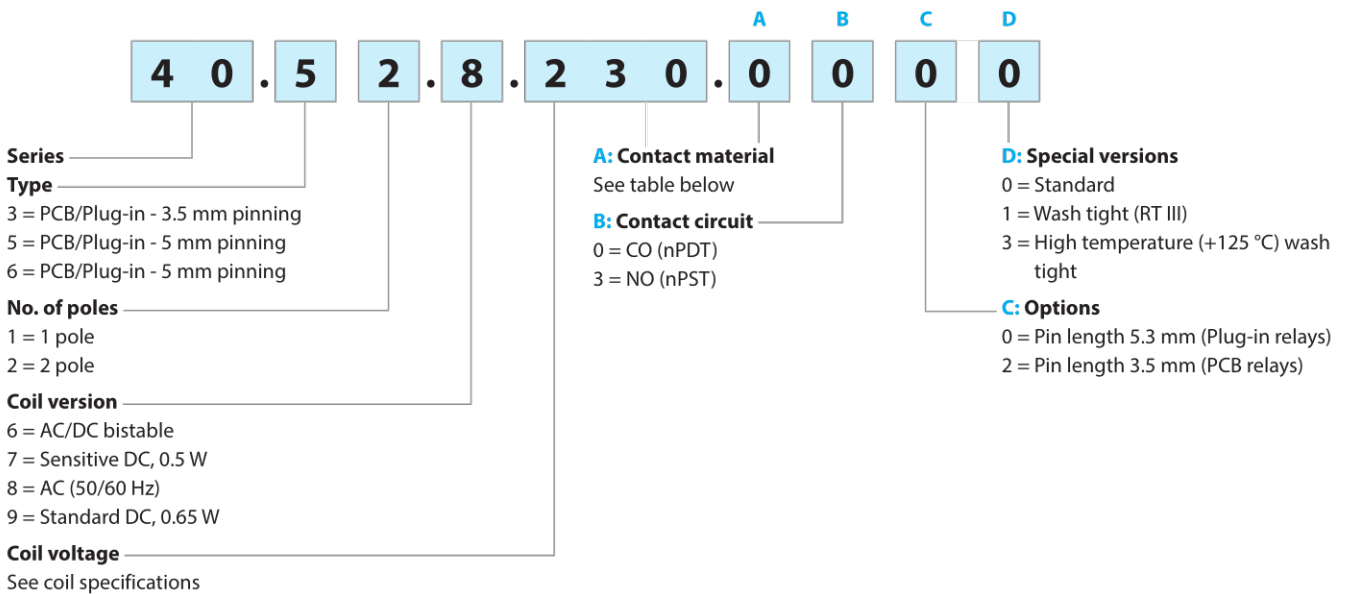 A B C D
4 0 . 5 2 . 8 . 2 3 0 . 0 0 0 0
Series
Type
3 = PCB/Plug-in - 3.5 mm pinning
5 = PCB/Plug-in - 5 mm pinning
6 = PCB/Plug-in - 5 mm pinning
No. of poles
1 = 1 pole
2 = 2 pole
Coil version
6 = AC/DC bistable
7 = Sensitive DC, 0.5 W
8 = AC (50/60 Hz)
9 = Standard DC, 0.65 W
Coil voltage
See coil specifications
A: Contact material
See table below
B: Contact circuit
0 = CO (nPDT)
3 = NO (nPST)
D: Special versions
0 = Standard
1 = Wash tight (RT III)
3 = High temperature (+125 °C) wash
tight
C: Options
0 = Pin length 5.3 mm (Plug-in relays)
2 = Pin length 3.5 mm (PCB relays)